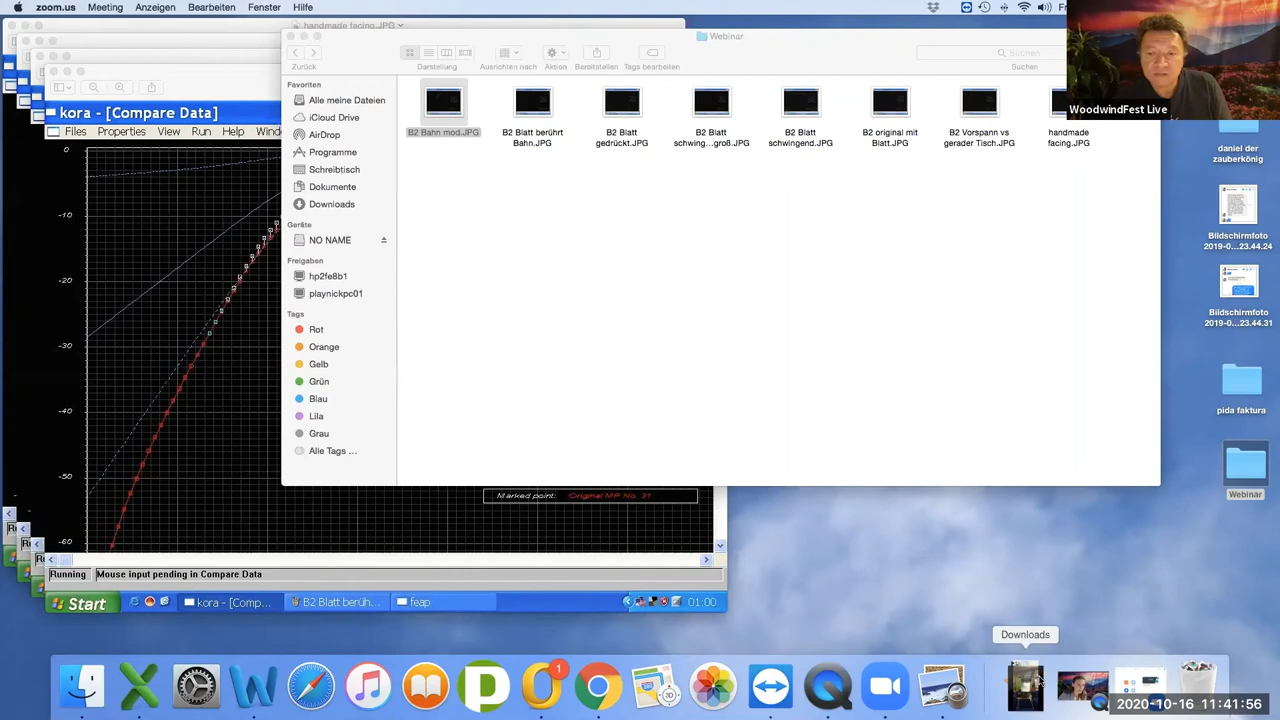 zoom.us Meeting Anzeigen Bearbeiten Fenster Hilfe
handmade facing.JPG
Webinar
Suchen
Zurück Darstellung Ausrichten nach Aktion Bereitstellen Tags bearbeiten Suchen
WoodwindFest Live
kora - [Compare Data]
Files Properties View Run Help
0
-10
-20
-30
-40
-50
-60
Favoriten
Alle meine Dateien
iCloud Drive
AirDrop
Programme
Schreibtisch
Dokumente
Downloads
Geräte
NO NAME
Freigaben
hp2fe8b1
playnickpc01
Tags
Rot
Orange
Gelb
Grün
Blau
Lila
Grau
Alle Tags ...
B2 Bahn mod.JPG
B2 Blatt berührt
Bahn.JPG
B2 Blatt
gedrückt.JPG
B2 Blatt
schwing...groß.JPG
B2 Blatt
schwingend.JPG
B2 original mit
Blatt.JPG
B2 Vorspann vs
gerader Tisch.JPG
handmade
facing.JPG
daniel der
zauberkönig
Bildschirmfoto
2019-0...23.44.24
Bildschirmfoto
2019-0...23.44.31
pida faktura
Webinar
Marked point: Original MP No. 31
Running Mouse input pending in Compare Data
Start kora - [Comp... B2 Blatt berüh... feap 01:00
Downloads
1
3D
2020-10-16 11:41:56